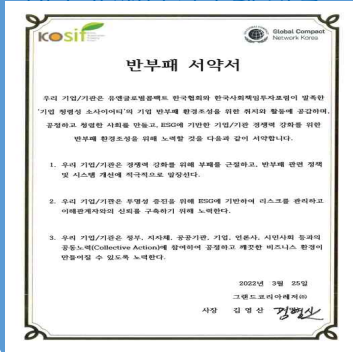 KOSIF
Global Compact
Network Korea
반부패 서약서
우리 기업/기관은 유엔글로벌콤팩트 한국협회와 한국사회책임투자포럼이 발족한
'기업 청렴성 소사이어티'의 기업 반부패 환경조성을 위한 취지와 활동에 공감하며,
공정하고 청렴한 사회를 만들고, ESG에 기반한 기업/기관 경쟁력 강화를 위한
반부패 환경조성을 위해 노력할 것을 다음과 같이 서약합니다.
1. 우리 기업/기관은 경쟁력 강화를 위해 부패를 근절하고, 반부패 관련 정책
및 시스템 개선에 적극적으로 앞장선다.
2. 우리 기업/기관은 투명성 증진을 위해 ESG에 기반하여 리스크를 관리하고
이해관계자와의 신뢰를 구축하기 위해 노력한다.
3. 우리 기업/기관은 정부, 지자체, 공공기관, 기업, 언론사, 시민사회 등과의
공동노력(Collective Action)에 참여하여 공정하고 깨끗한 비즈니스 환경이
만들어질 수 있도록 노력한다.
2022년 3월 25일
그랜드코리아레저㈜
사장 김 영 산